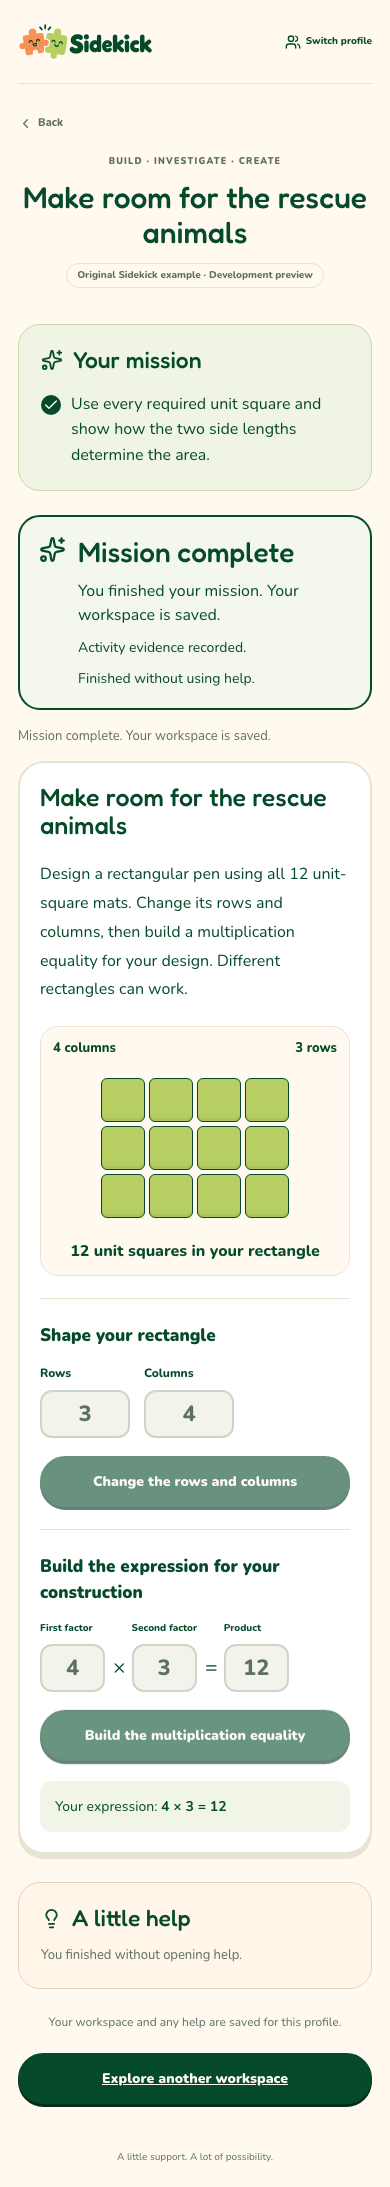 Sidekick
Switch profile
Back
BUILD · INVESTIGATE · CREATE
Make room for the rescue
animals
Original Sidekick example · Development preview
Your mission
Use every required unit square and
show how the two side lengths
determine the area.
Mission complete
You finished your mission. Your
workspace is saved.
Activity evidence recorded.
Finished without using help.
Mission complete. Your workspace is saved.
Make room for the rescue
animals
Design a rectangular pen using all 12 unit-
square mats. Change its rows and
columns, then build a multiplication
equality for your design. Different
rectangles can work.
4 columns 3 rows
12 unit squares in your rectangle
Shape your rectangle
Rows Columns
3 4
Change the rows and columns
Build the expression for your
construction
First factor Second factor Product
4 × 3 = 12
Build the multiplication equality
Your expression: 4 × 3 = 12
A little help
You finished without opening help.
Your workspace and any help are saved for this profile.
Explore another workspace
A little support. A lot of possibility.